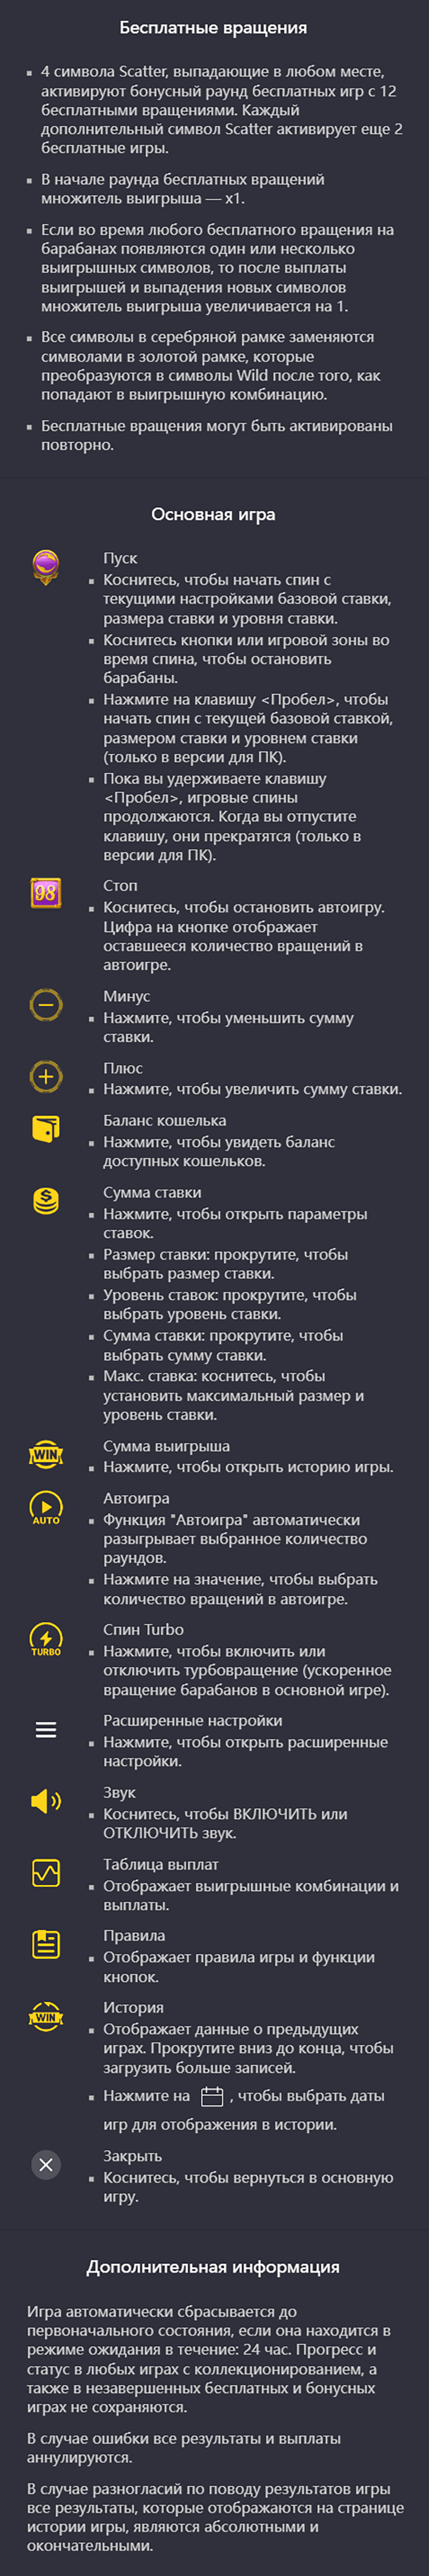 Бесплатные вращения
4 символа Scatter, выпадающие в любом месте,
активируют бонусный раунд бесплатных игр с 12
бесплатными вращениями. Каждый
дополнительный символ Scatter активирует еще 2
бесплатные игры.
В начале раунда бесплатных вращений
множитель выигрыша — x1.
Если во время любого бесплатного вращения на
барабанах появляются один или несколько
выигрышных символов, то после выплаты
выигрышей и выпадения новых символов
множитель выигрыша увеличивается на 1.
Все символы в серебряной рамке заменяются
символами в золотой рамке, которые
преобразуются в символы Wild после того, как
попадают в выигрышную комбинацию.
Бесплатные вращения могут быть активированы
повторно.
Основная игра
Пуск
Коснитесь, чтобы начать спин с
текущими настройками базовой ставки,
размера ставки и уровня ставки.
Коснитесь кнопки или игровой зоны во
время спина, чтобы остановить
барабаны.
Нажмите на клавишу <Пробел>, чтобы
начать спин с текущей базовой ставкой,
размером ставки и уровнем ставки
(только в версии для ПК).
Пока вы удерживаете клавишу
<Пробел>, игровые спины
продолжаются. Когда вы отпустите
клавишу, они прекратятся (только в
версии для ПК).
98
Стоп
Коснитесь, чтобы остановить автоигру.
Цифра на кнопке отображает
оставшееся количество вращений в
автоигре.
Минус
Нажмите, чтобы уменьшить сумму
ставки.
Плюс
Нажмите, чтобы увеличить сумму ставки.
Баланс кошелька
Нажмите, чтобы увидеть баланс
доступных кошельков.
Сумма ставки
Нажмите, чтобы открыть параметры
ставок.
Размер ставки: прокрутите, чтобы
выбрать размер ставки.
Уровень ставок: прокрутите, чтобы
выбрать уровень ставки.
Сумма ставки: прокрутите, чтобы
выбрать сумму ставки.
Макс. ставка: коснитесь, чтобы
установить максимальный размер и
уровень ставки.
WIN
Сумма выигрыша
Нажмите, чтобы открыть историю игры.
AUTO
Автоигра
Функция "Автоигра" автоматически
разыгрывает выбранное количество
раундов.
Нажмите на значение, чтобы выбрать
количество вращений в автоигре.
TURBO
Спин Turbo
Нажмите, чтобы включить или
отключить турбовращение (ускоренное
вращение барабанов в основной игре).
Расширенные настройки
Нажмите, чтобы открыть расширенные
настройки.
Звук
Коснитесь, чтобы ВКЛЮЧИТЬ или
ОТКЛЮЧИТЬ звук.
Таблица выплат
Отображает выигрышные комбинации и
выплаты.
Правила
Отображает правила игры и функции
кнопок.
WIN
История
Отображает данные о предыдущих
играх. Прокрутите вниз до конца, чтобы
загрузить больше записей.
Нажмите на , чтобы выбрать даты
игр для отображения в истории.
Закрыть
Коснитесь, чтобы вернуться в основную
игру.
Дополнительная информация
Игра автоматически сбрасывается до
первоначального состояния, если она находится в
режиме ожидания в течение: 24 час. Прогресс и
статус в любых играх с коллекционированием, а
также в незавершенных бесплатных и бонусных
играх не сохраняются.
В случае ошибки все результаты и выплаты
аннулируются.
В случае разногласий по поводу результатов игры
все результаты, которые отображаются на странице
истории игры, являются абсолютными и
окончательными.